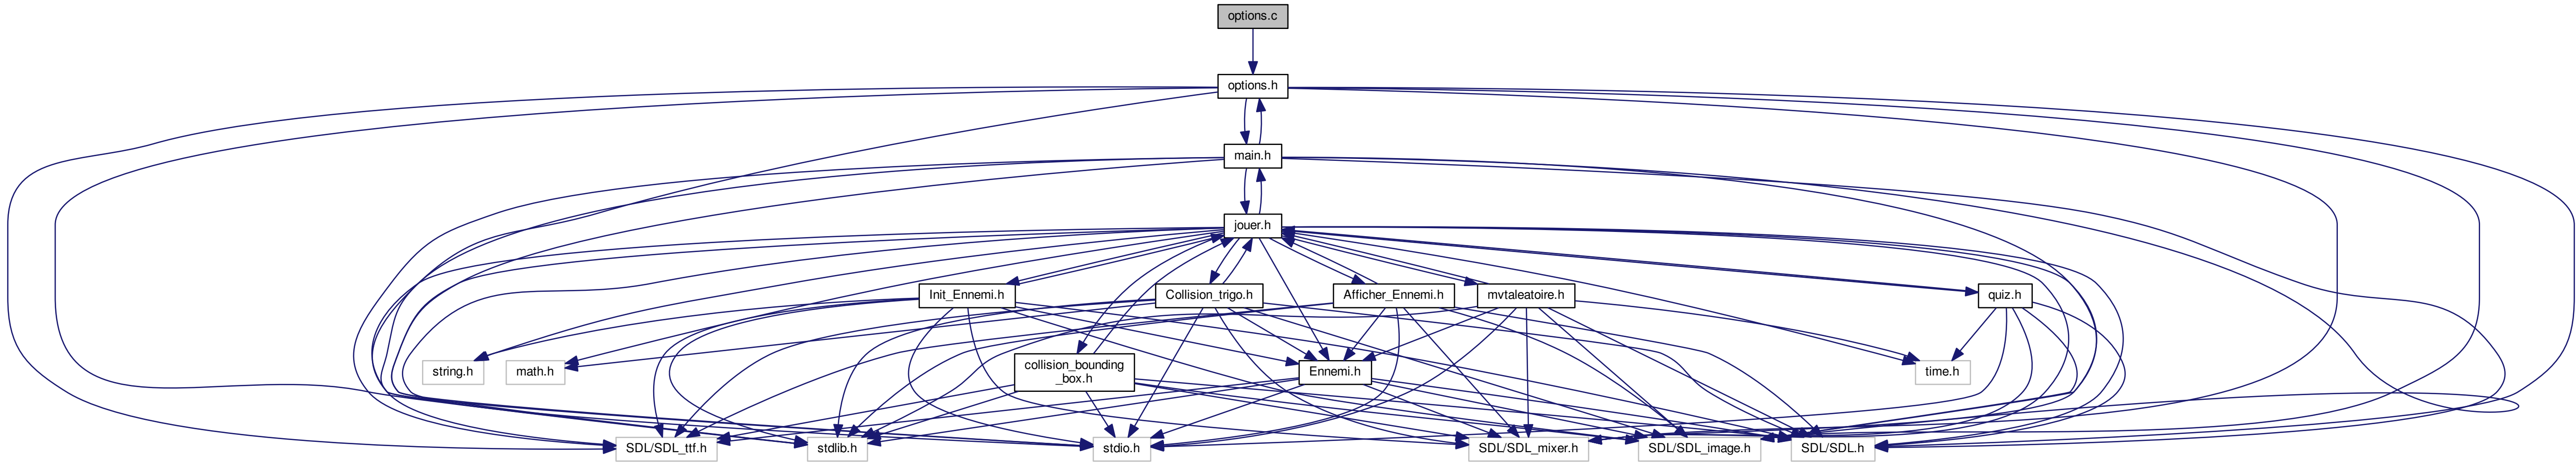 options.c
options.h
main.h
jouer.h
Init_Ennemi.h
Collision_trigo.h
Afficher_Ennemi.h
mvtaleatoire.h
quiz.h
string.h
math.h
collision_bounding
_box.h
Ennemi.h
time.h
SDL/SDL_ttf.h
stdlib.h
stdio.h
SDL/SDL_mixer.h
SDL/SDL_image.h
SDL/SDL.h